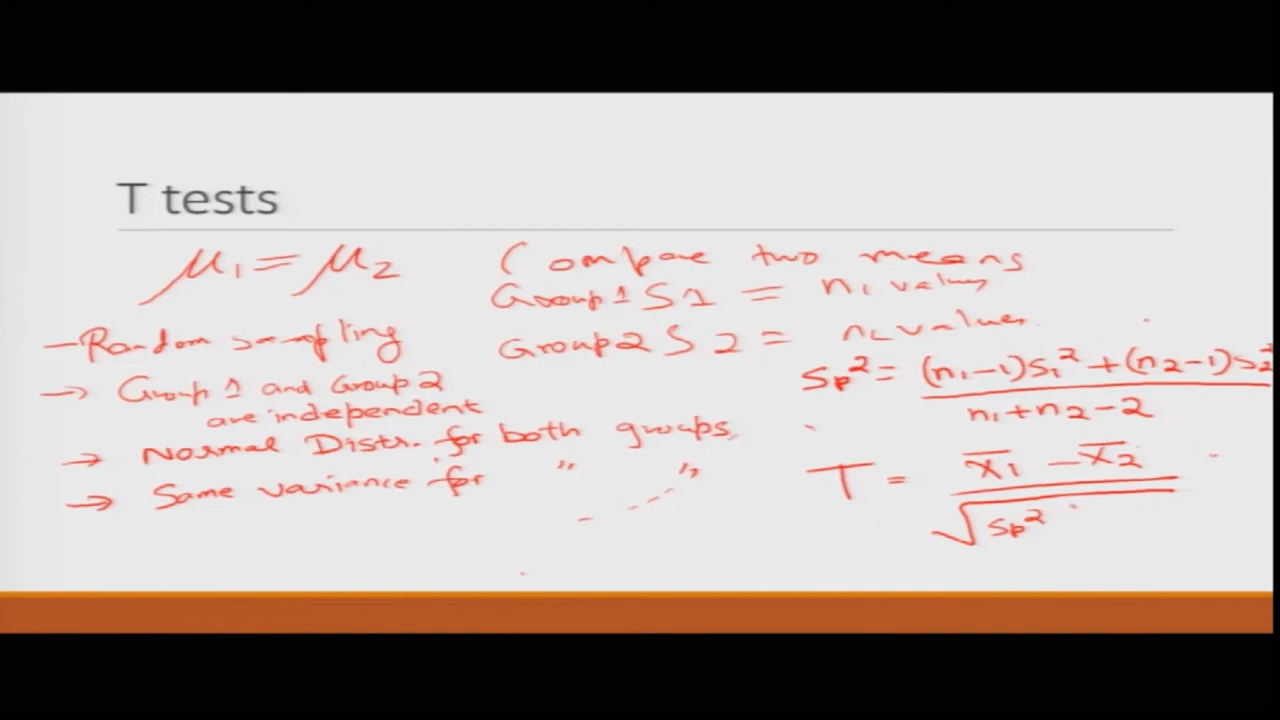 T tests
μ₁ = μ₂
Compare two means
Group 1 S1 = n₁ values
Group 2 S2 = n₂ values
– Random sampling
→ Group 1 and Group 2
are independent
→ Normal Distr. for both groups,
→ Same variance for " "
Sp² = (n₁–1)S₁² + (n₂–1)S₂²
n₁+n₂–2
T = X̄₁ – X̄₂
√Sp²